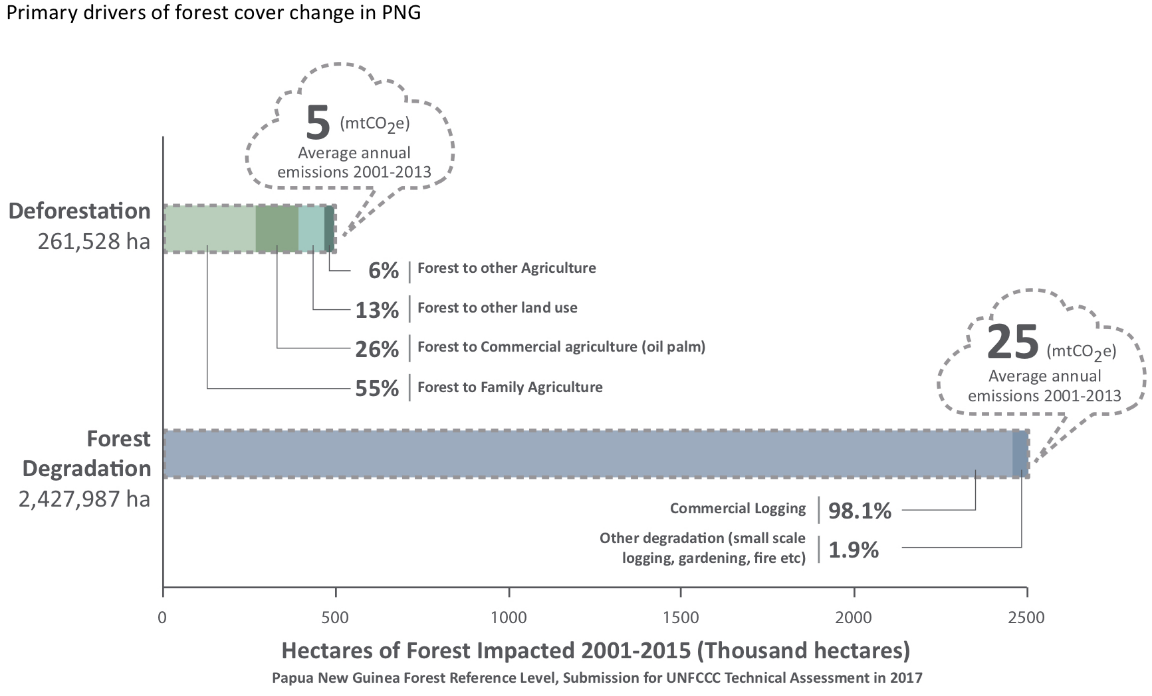 Primary drivers of forest cover change in PNG
5 (mtCO2e)
Average annual
emissions 2001-2013
Deforestation
261,528 ha
6% Forest to other Agriculture
13% Forest to other land use
26% Forest to Commercial agriculture (oil palm)
55% Forest to Family Agriculture
25 (mtCO2e)
Average annual
emissions 2001-2013
Forest
Degradation
2,427,987 ha
Commercial Logging 98.1%
Other degradation (small scale
logging, gardening, fire etc) 1.9%
0 500 1000 1500 2000 2500
Hectares of Forest Impacted 2001-2015 (Thousand hectares)
Papua New Guinea Forest Reference Level, Submission for UNFCCC Technical Assessment in 2017